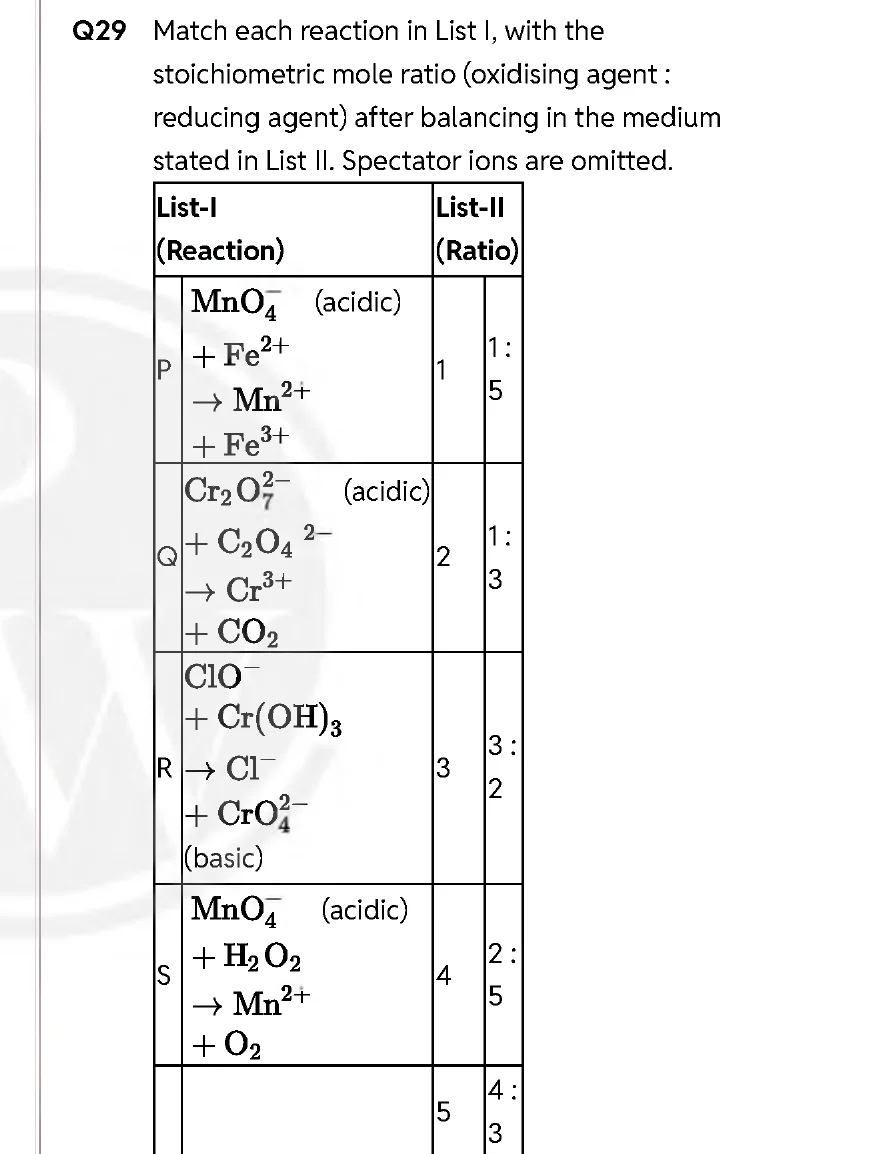 Q29 Match each reaction in List I, with the
stoichiometric mole ratio (oxidising agent :
reducing agent) after balancing in the medium
stated in List II. Spectator ions are omitted.
List-I
(Reaction)
List-II
(Ratio)
P
MnO₄⁻ (acidic)
+ Fe²⁺
→ Mn²⁺
+ Fe³⁺
1
1 :
5
Q
Cr₂O₇²⁻ (acidic)
+ C₂O₄ ²⁻
→ Cr³⁺
+ CO₂
2
1 :
3
R
ClO⁻
+ Cr(OH)₃
→ Cl⁻
+ CrO₄²⁻
(basic)
3
3 :
2
S
MnO₄⁻ (acidic)
+ H₂O₂
→ Mn²⁺
+ O₂
4
2 :
5
5
4 :
3